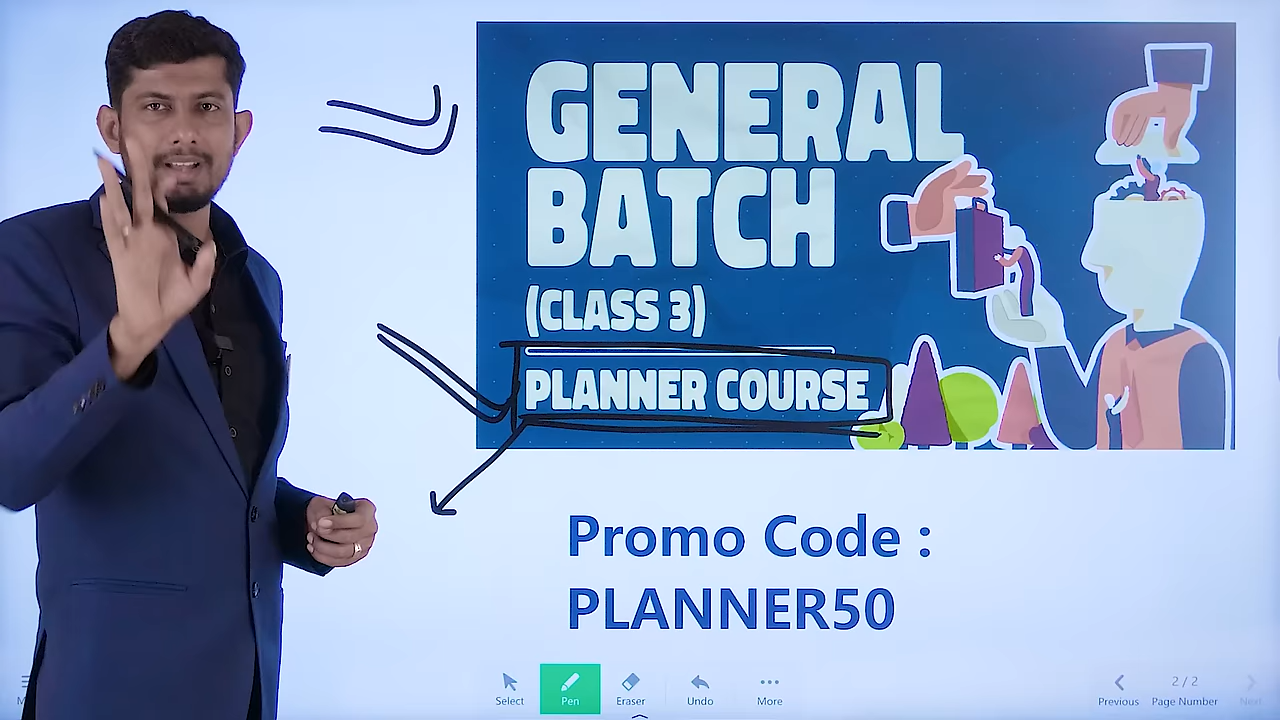 GENERAL
BATCH
(CLASS 3)
PLANNER COURSE
Promo Code :
PLANNER50
Select
Pen
Eraser
Undo
More
Previous
2 / 2
Page Number
Next